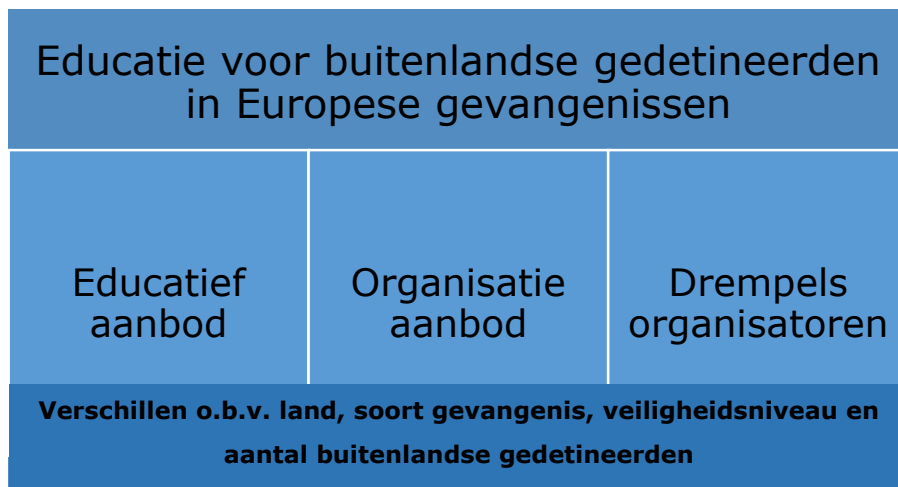 Educatie voor buitenlandse gedetineerden
in Europese gevangenissen
Educatief
aanbod
Organisatie
aanbod
Drempels
organisatoren
Verschillen o.b.v. land, soort gevangenis, veiligheidsniveau en
aantal buitenlandse gedetineerden